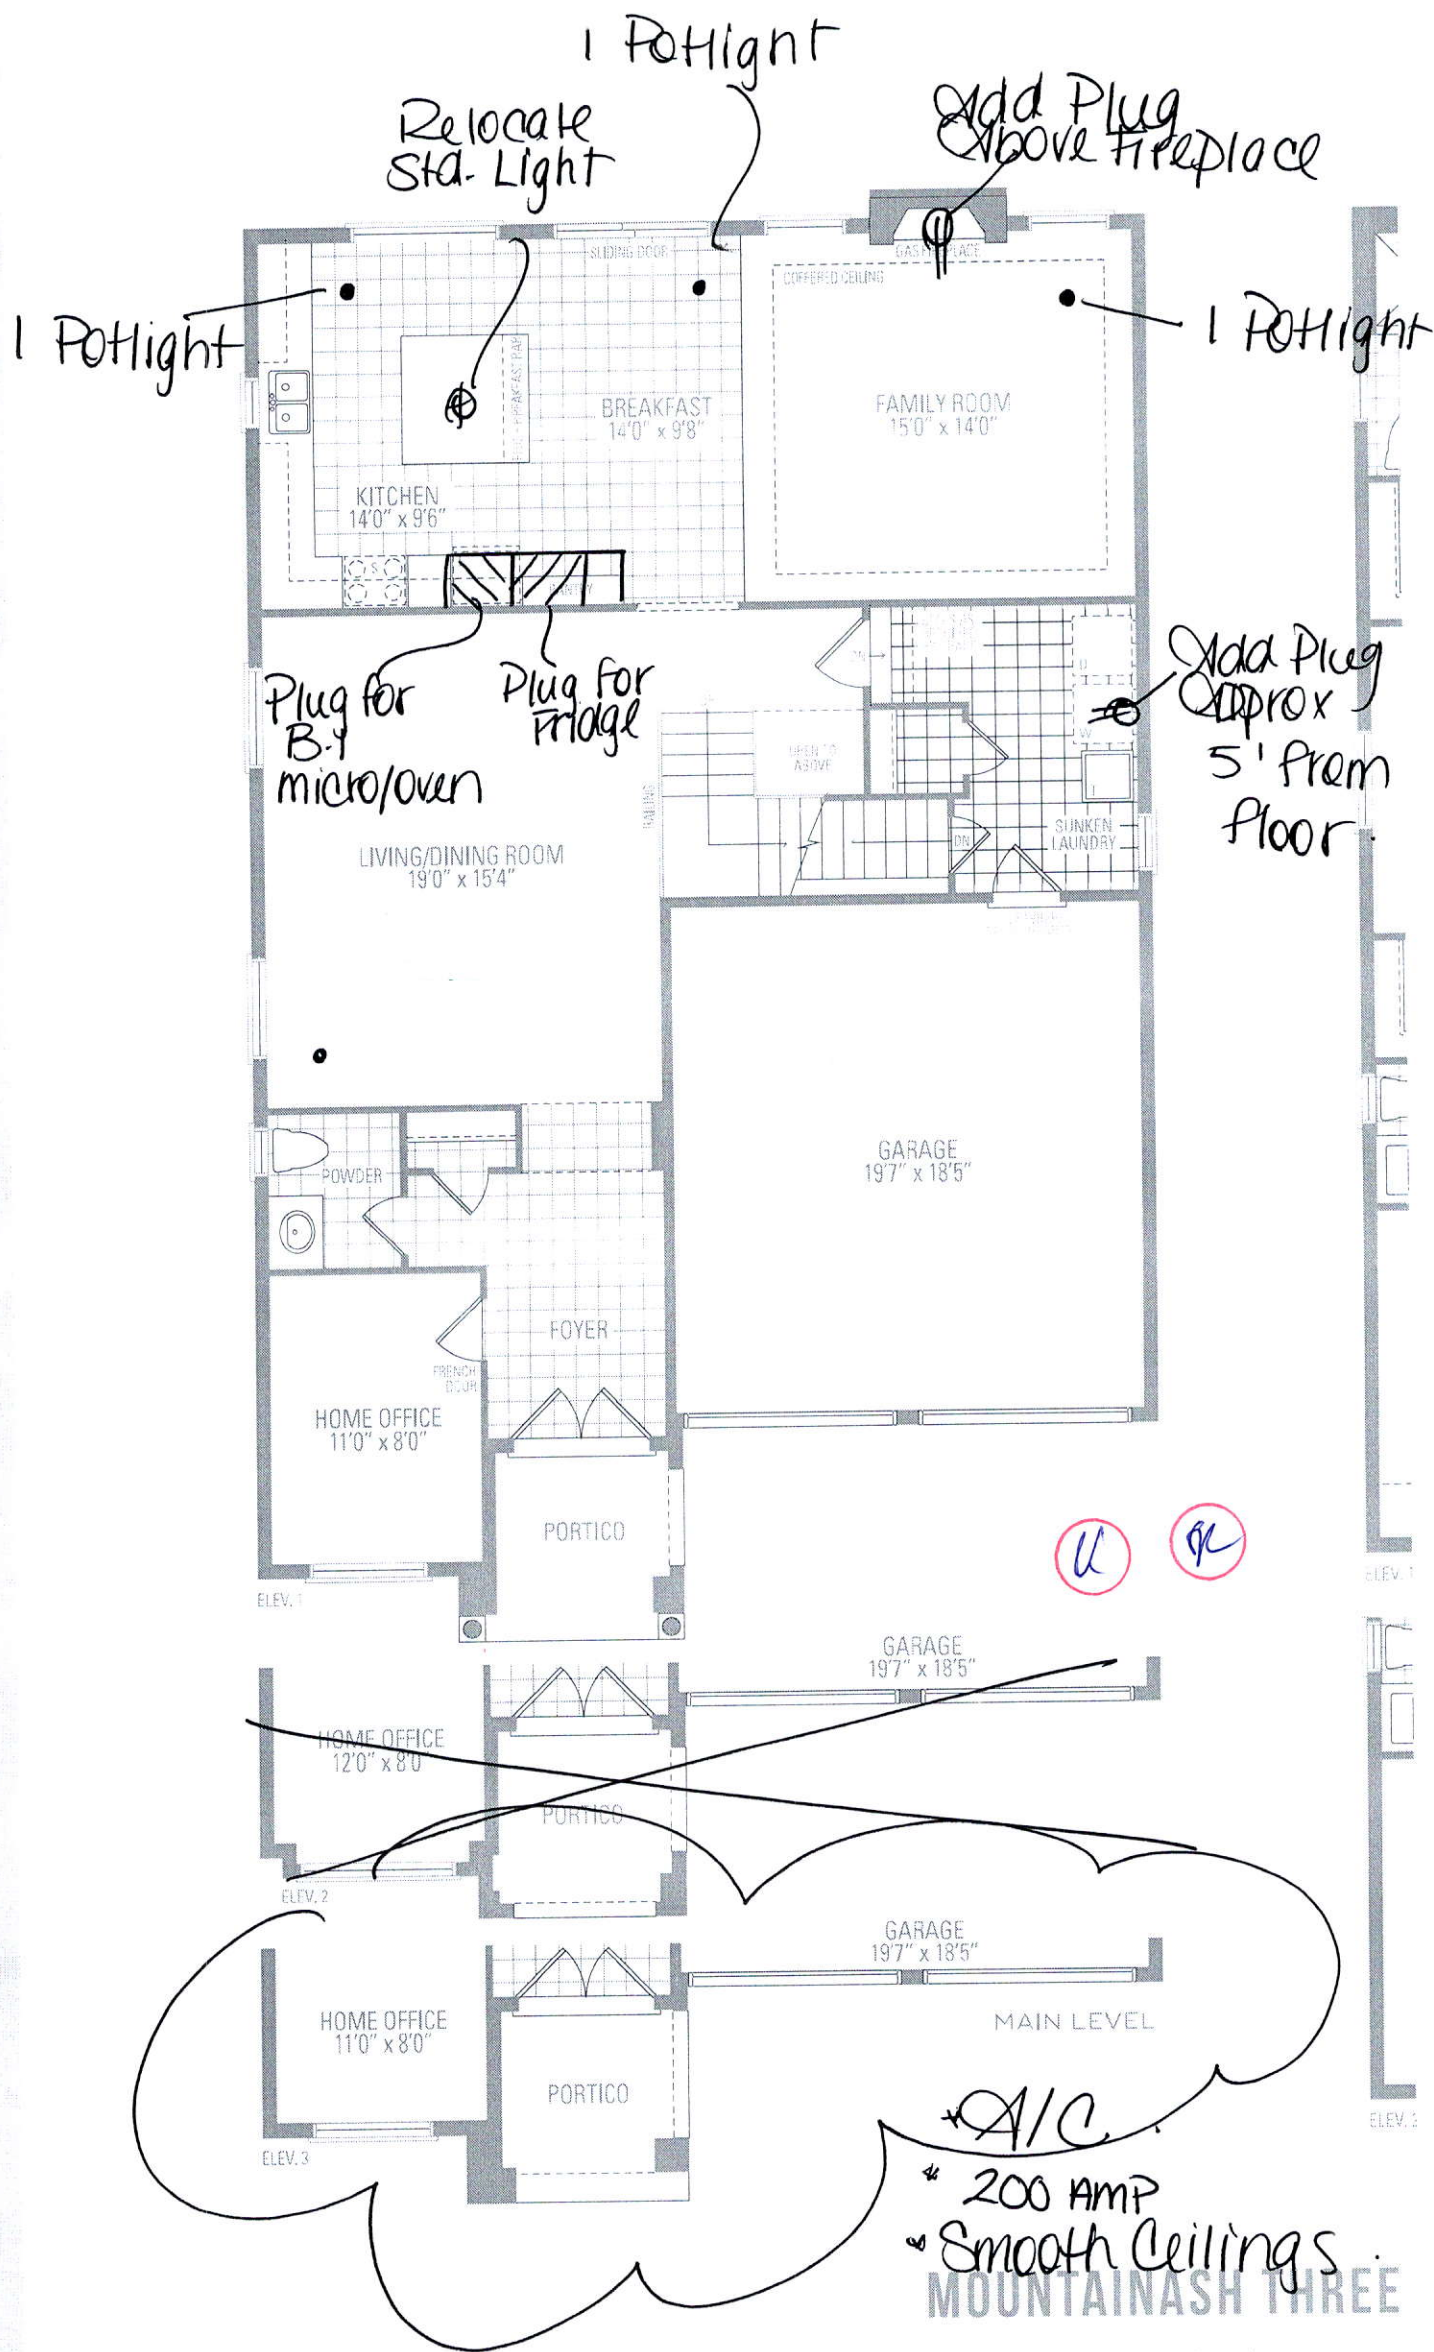 1 Potlight
Relocate
Std. Light
Add Plug
Above Fireplace
SLIDING DOOR
GAS FIREPLACE
COFFERED CEILING
1 Potlight
1 Potlight
BREAKFAST
14'0" x 9'8"
FAMILY ROOM
15'0" x 14'0"
KITCHEN
14'0" x 9'6"
S
PANTRY
Plug for
B.I
micro/oven
Plug for
Fridge
DN
D
W
Add Plug
Approx
5' from
floor.
OPEN TO
ABOVE
RAILING
DN
SUNKEN
LAUNDRY
LIVING/DINING ROOM
19'0" x 15'4"
GARAGE
19'7" x 18'5"
POWDER
FOYER
FRENCH
DOOR
HOME OFFICE
11'0" x 8'0"
PORTICO
ELEV. 1
ELEV. 1
GARAGE
19'7" x 18'5"
HOME OFFICE
12'0" x 8'0"
PORTICO
ELEV. 2
GARAGE
19'7" x 18'5"
HOME OFFICE
11'0" x 8'0"
MAIN LEVEL
PORTICO
ELEV. 3
* A/C.
* 200 AMP
* Smooth Ceilings.
MOUNTAINASH THREE